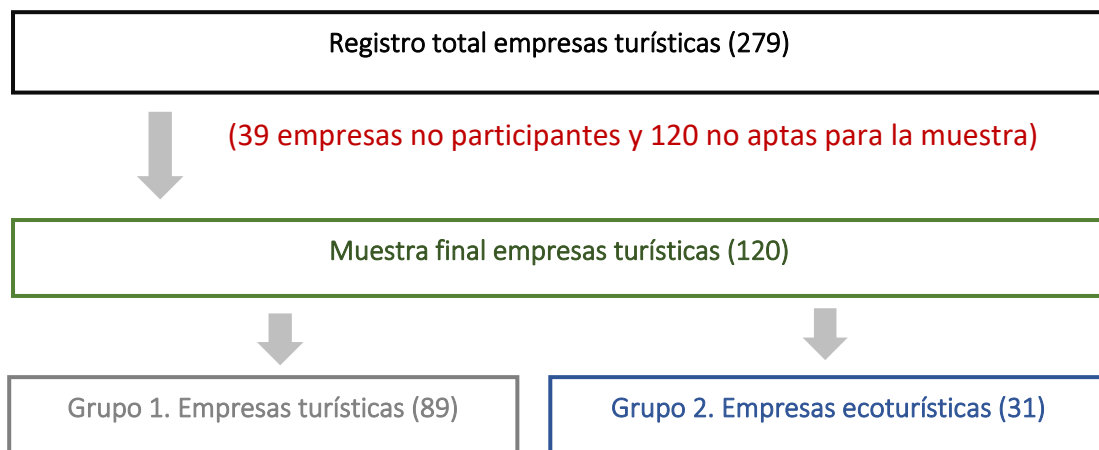 Registro total empresas turísticas (279)
(39 empresas no participantes y 120 no aptas para la muestra)
Muestra final empresas turísticas (120)
Grupo 1. Empresas turísticas (89)
Grupo 2. Empresas ecoturísticas (31)